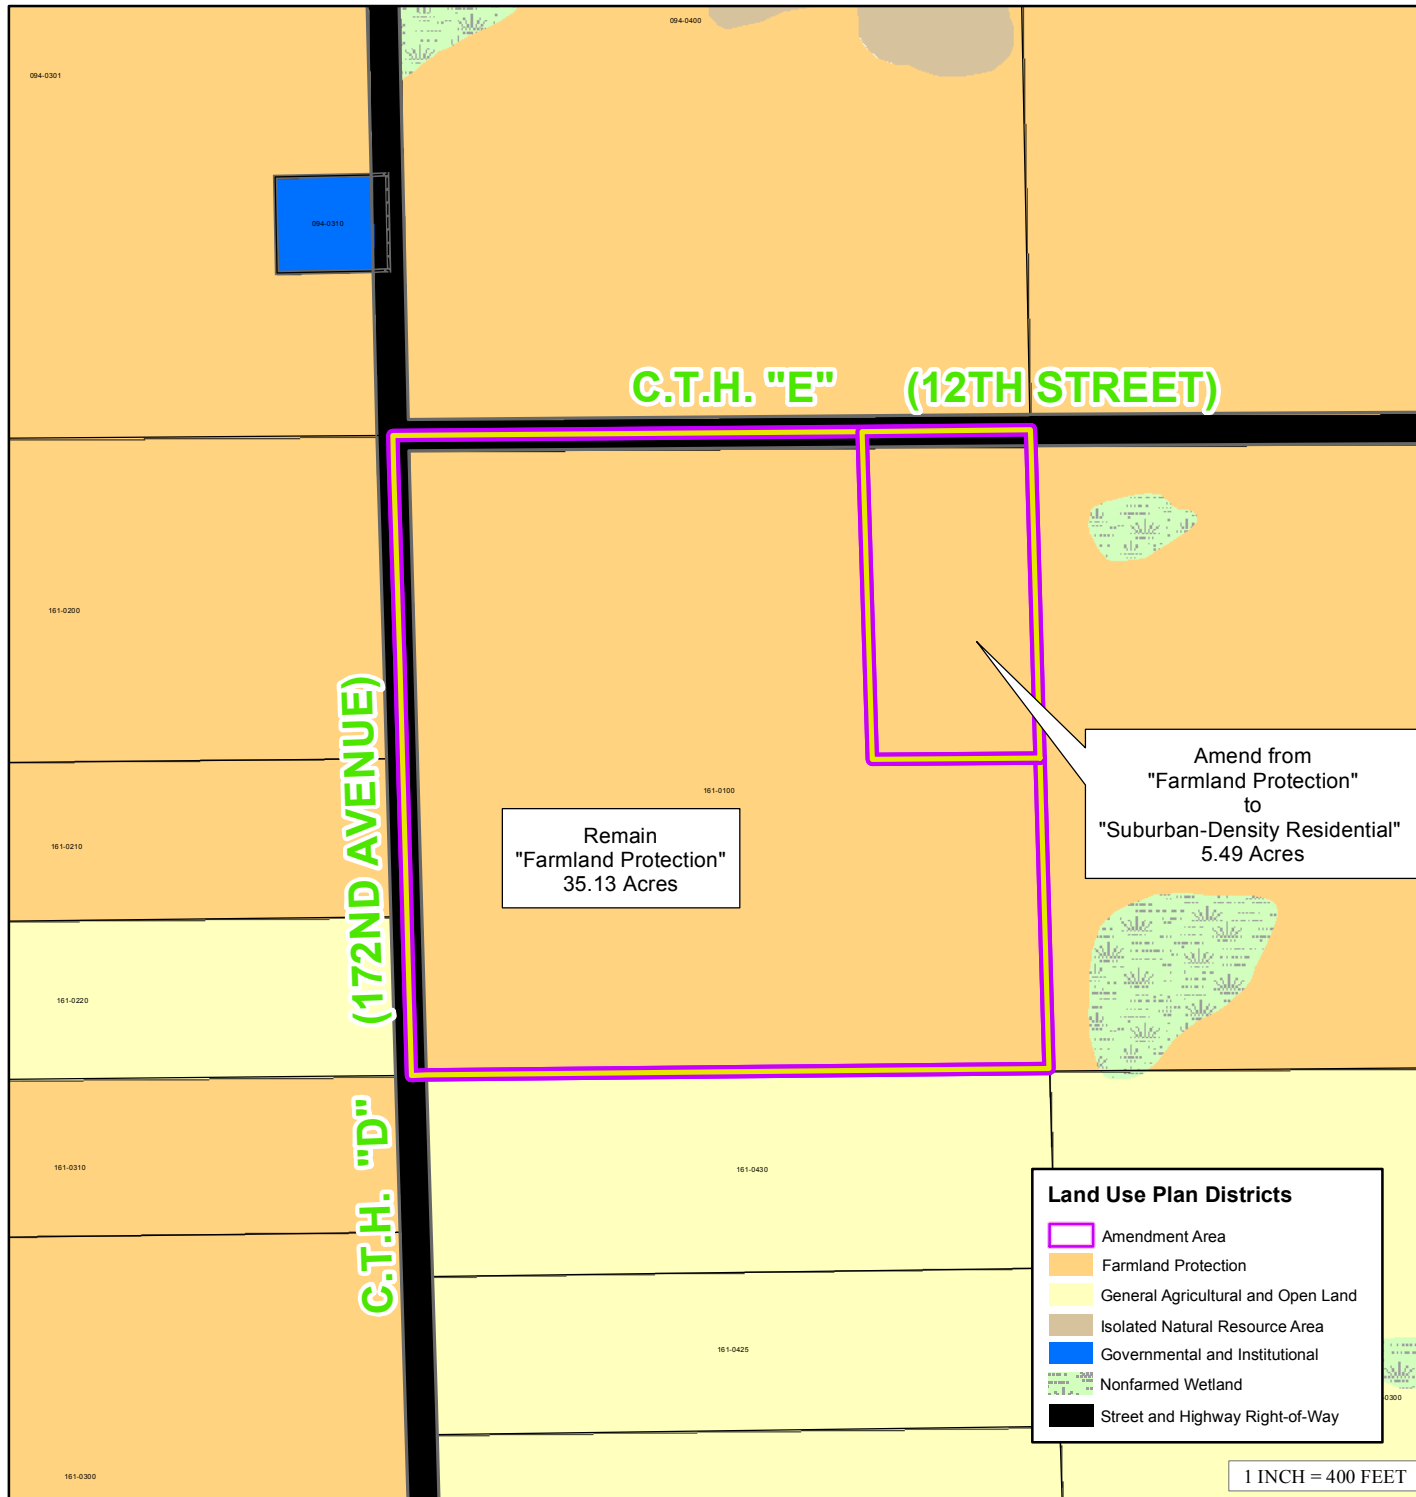 094-0400
094-0301
094-0310
C.T.H. "E" (12TH STREET)
161-0200
(172ND AVENUE)
C.T.H. "D"
161-0100
Amend from
"Farmland Protection"
to
"Suburban-Density Residential"
5.49 Acres
Remain
"Farmland Protection"
35.13 Acres
161-0210
161-0220
161-0310
161-0430
161-0425
161-0300
Land Use Plan Districts
Amendment Area
Farmland Protection
General Agricultural and Open Land
Isolated Natural Resource Area
Governmental and Institutional
Nonfarmed Wetland
Street and Highway Right-of-Way
1 INCH = 400 FEET